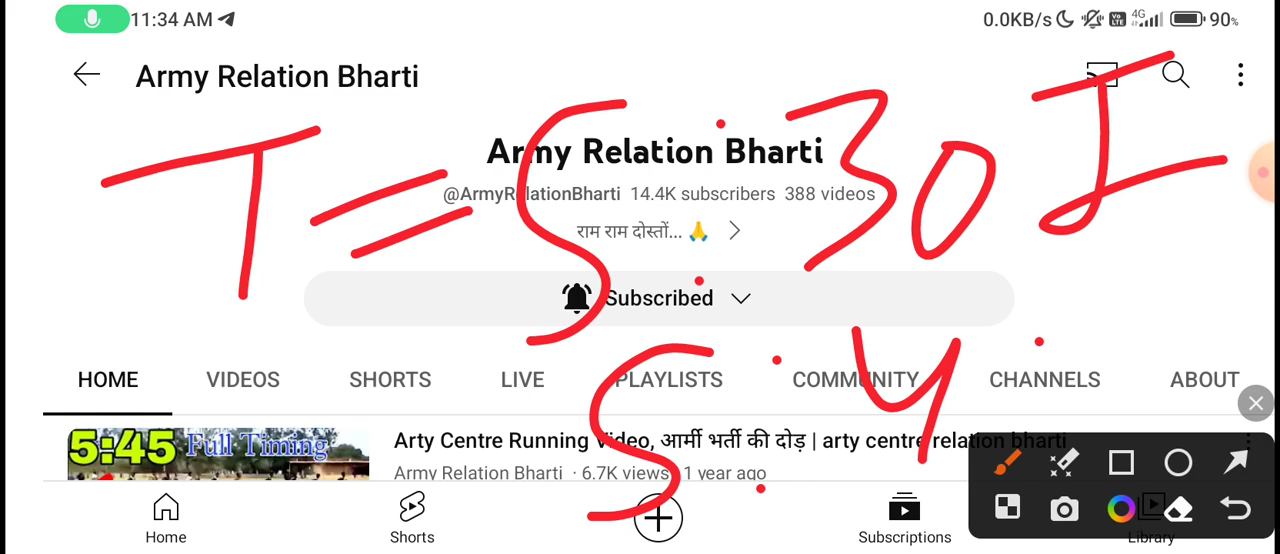 11:34 AM 0.0KB/s Vo LTE 4G 90%
Army Relation Bharti
T = 5.30 I
Army Relation Bharti
@ArmyRelationBharti 14.4K subscribers 388 videos
राम राम दोस्तों... 🙏
Subscribed
5.4
HOME VIDEOS SHORTS LIVE PLAYLISTS COMMUNITY CHANNELS ABOUT
5:45 Full Timing
Arty Centre Running Video, आर्मी भर्ती की दोड़ | arty centre relation bharti
Army Relation Bharti · 6.7K views 1 year ago
Home Shorts Subscriptions Library